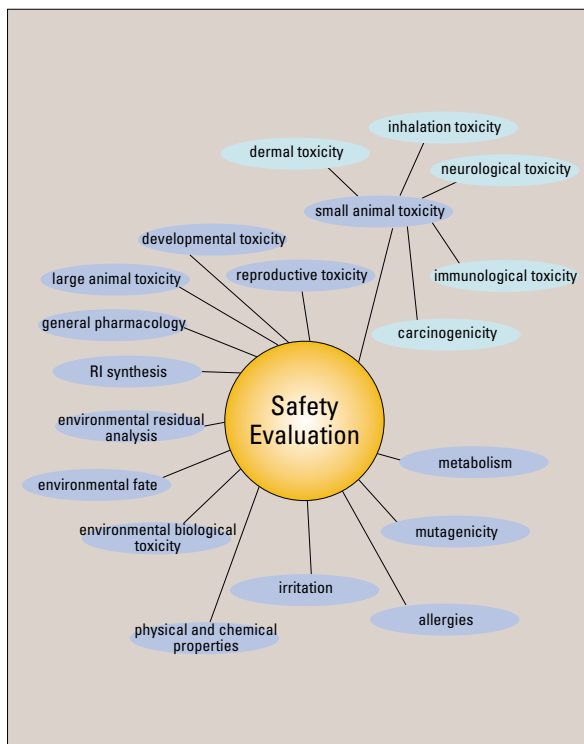 inhalation toxicity
dermal toxicity
neurological toxicity
small animal toxicity
developmental toxicity
large animal toxicity
reproductive toxicity
immunological toxicity
general pharmacology
carcinogenicity
RI synthesis
Safety
Evaluation
environmental residual
analysis
metabolism
environmental fate
environmental biological
toxicity
mutagenicity
irritation
allergies
physical and chemical
properties